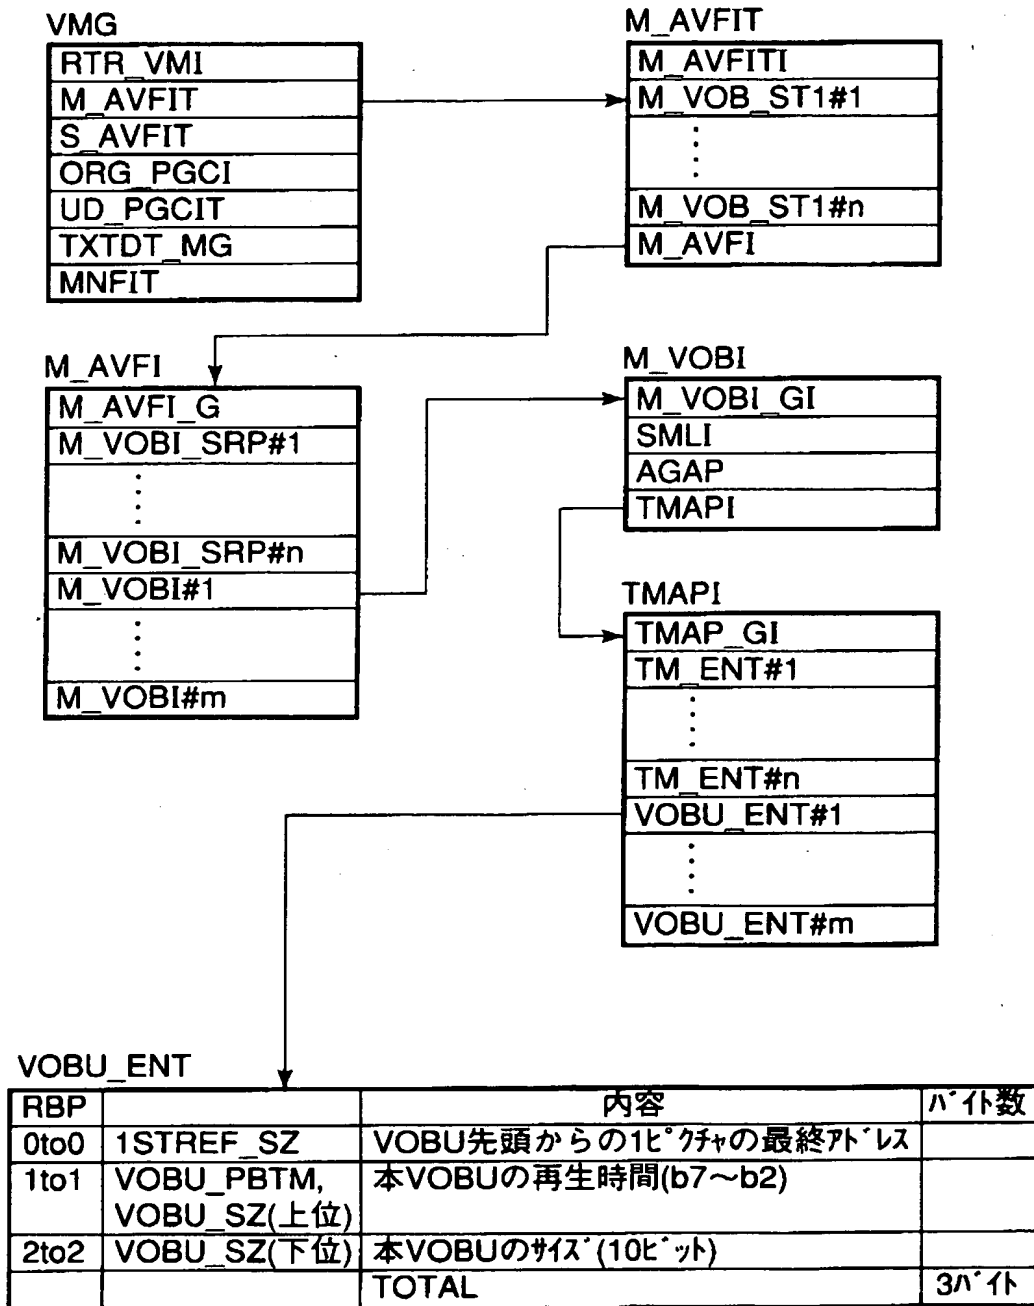 VMG
RTR_VMI
M_AVFIT
S_AVFIT
ORG_PGCI
UD_PGCIT
TXTDT_MG
MNFIT
M_AVFIT
M_AVFITI
M_VOB_ST1#1
M_VOB_ST1#n
M_AVFI
M_AVFI
M_AVFI_G
M_VOBI_SRP#1
M_VOBI_SRP#n
M_VOBI#1
M_VOBI#m
M_VOBI
M_VOBI_GI
SMLI
AGAP
TMAPI
TMAPI
TMAP_GI
TM_ENT#1
TM_ENT#n
VOBU_ENT#1
VOBU_ENT#m
VOBU_ENT
RBP 内容 ﾊﾞｲﾄ数
0to0 1STREF_SZ VOBU先頭からの1ﾋﾟｸﾁｬの最終ｱﾄﾞﾚｽ
1to1 VOBU_PBTM, 本VOBUの再生時間(b7～b2)
VOBU_SZ(上位)
2to2 VOBU_SZ(下位) 本VOBUのｻｲｽﾞ(10ﾋﾞｯﾄ)
TOTAL 3ﾊﾞｲﾄ